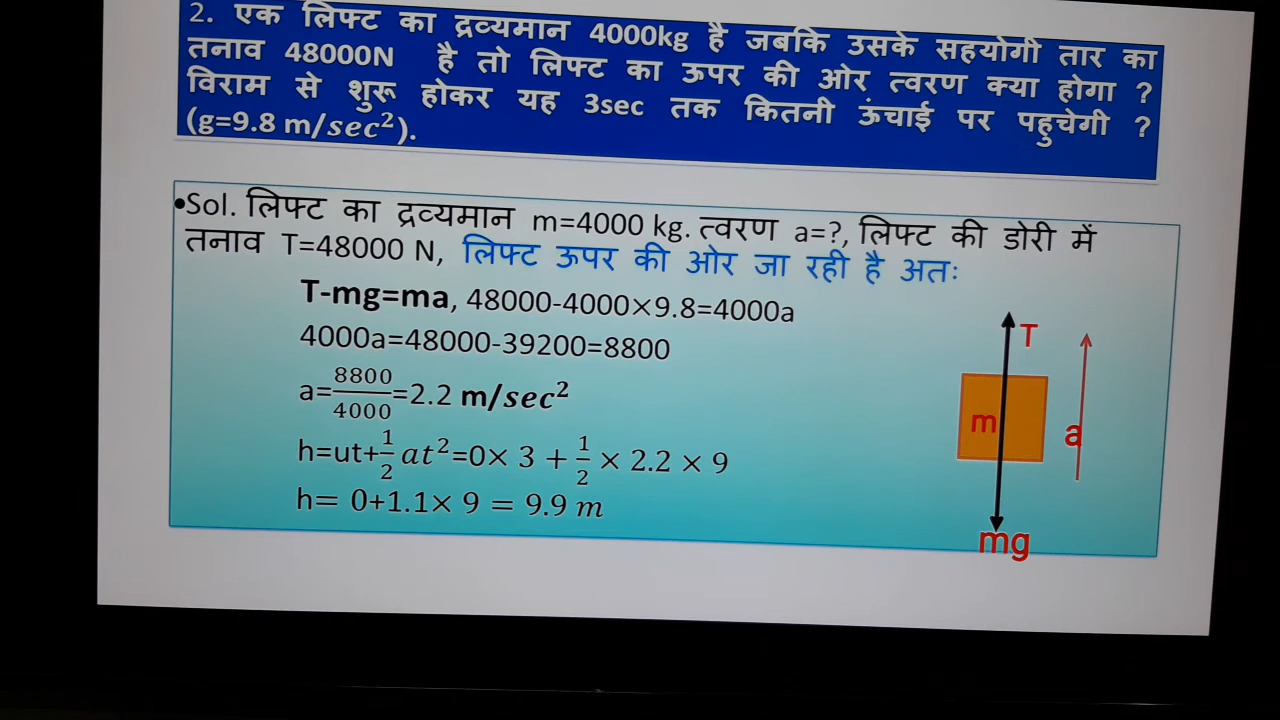 2. एक लिफ्ट का द्रव्यमान 4000kg है जबकि उसके सहयोगी तार का
तनाव 48000N है तो लिफ्ट का ऊपर की ओर त्वरण क्या होगा ?
विराम से शुरू होकर यह 3sec तक कितनी ऊंचाई पर पहुचेगी ?
(g=9.8 m/sec²).
•Sol. लिफ्ट का द्रव्यमान m=4000 kg. त्वरण a=?, लिफ्ट की डोरी में
तनाव T=48000 N, लिफ्ट ऊपर की ओर जा रही है अतः
T-mg=ma, 48000-4000×9.8=4000a
4000a=48000-39200=8800
a=8800/4000=2.2 m/sec²
h=ut+1/2 at²=0× 3 + 1/2 × 2.2 × 9
h= 0+1.1× 9 = 9.9 m
T
m
a
mg